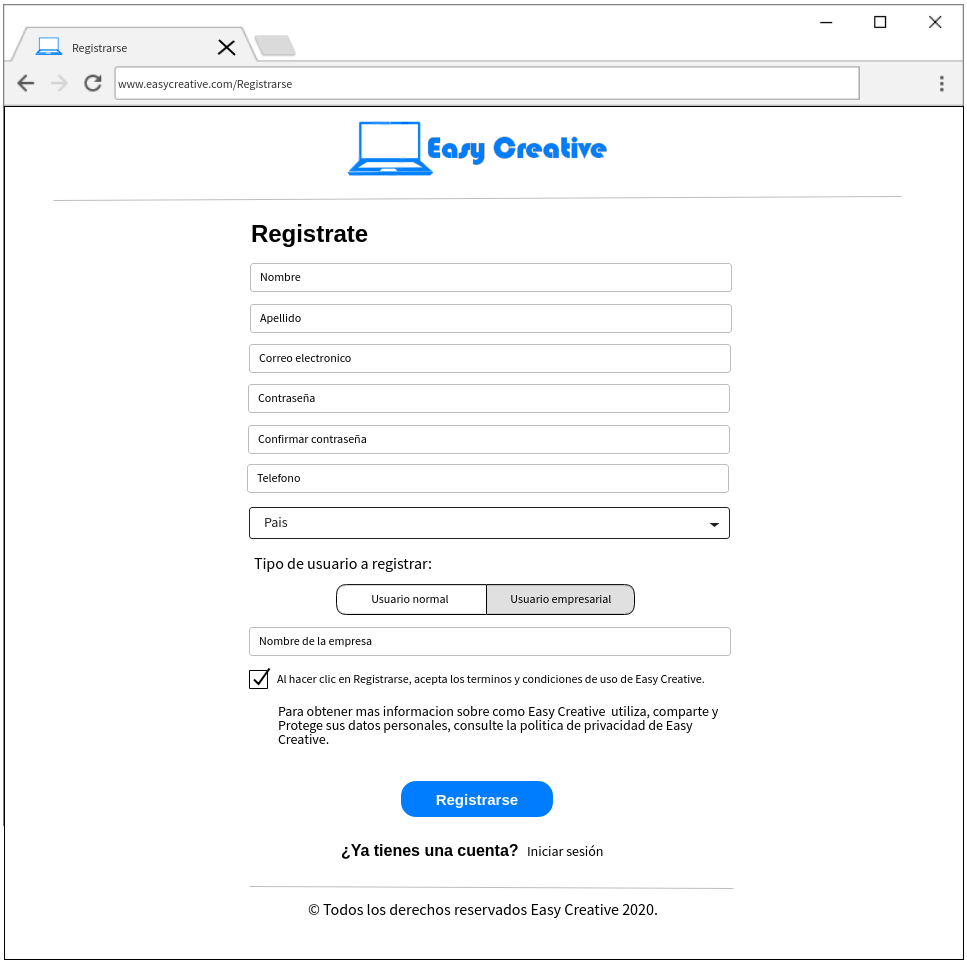 Registrarse
www.easycreative.com/Registrarse
Easy Creative
Registrate
Nombre
Apellido
Correo electronico
Contraseña
Confirmar contraseña
Telefono
Pais
Tipo de usuario a registrar:
Usuario normal
Usuario empresarial
Nombre de la empresa
Al hacer clic en Registrarse, acepta los terminos y condiciones de uso de Easy Creative.
Para obtener mas informacion sobre como Easy Creative  utiliza, comparte y
Protege sus datos personales, consulte la politica de privacidad de Easy
Creative.
Registrarse
¿Ya tienes una cuenta? Iniciar sesión
© Todos los derechos reservados Easy Creative 2020.